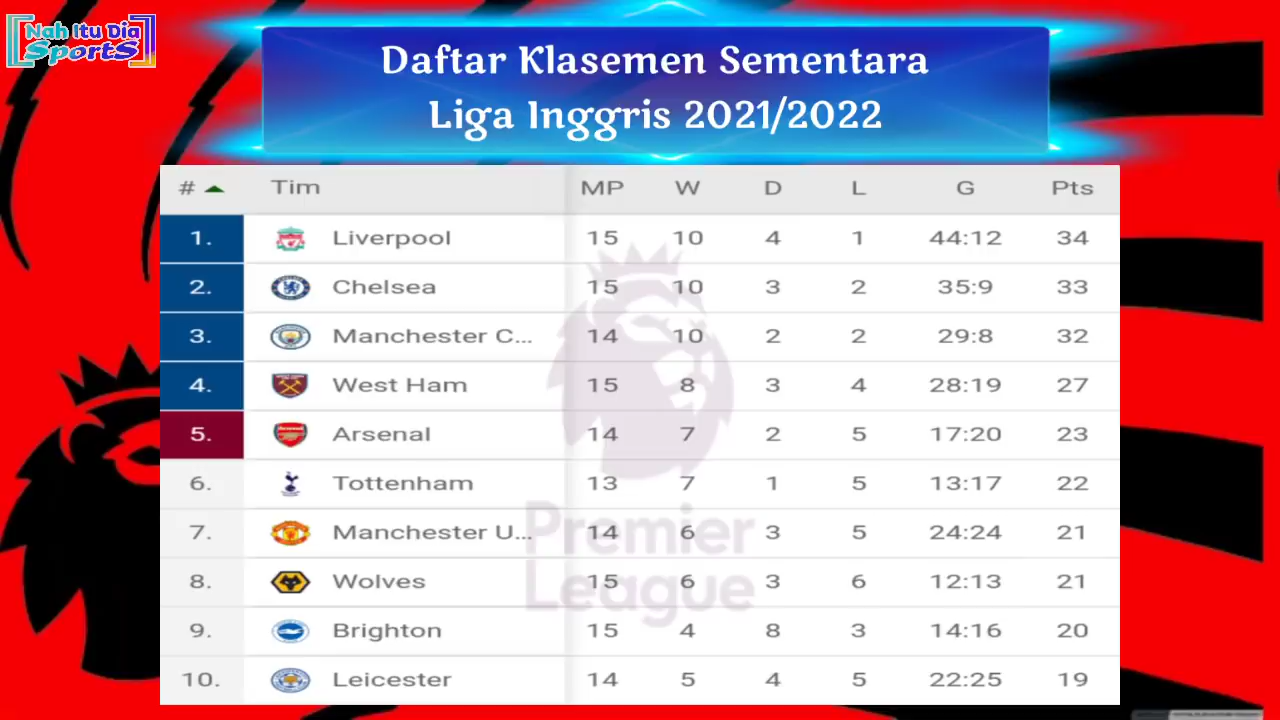 Nah Itu Dia
Sports
Daftar Klasemen Sementara
Liga Inggris 2021/2022
# Tim MP W D L G Pts
1. Liverpool 15 10 4 1 44:12 34
2. Chelsea 15 10 3 2 35:9 33
3. Manchester C... 14 10 2 2 29:8 32
4. West Ham 15 8 3 4 28:19 27
5. Arsenal 14 7 2 5 17:20 23
6. Tottenham 13 7 1 5 13:17 22
7. Manchester U... 14 6 3 5 24:24 21
8. Wolves 15 6 3 6 12:13 21
9. Brighton 15 4 8 3 14:16 20
10. Leicester 14 5 4 5 22:25 19
Premier
League